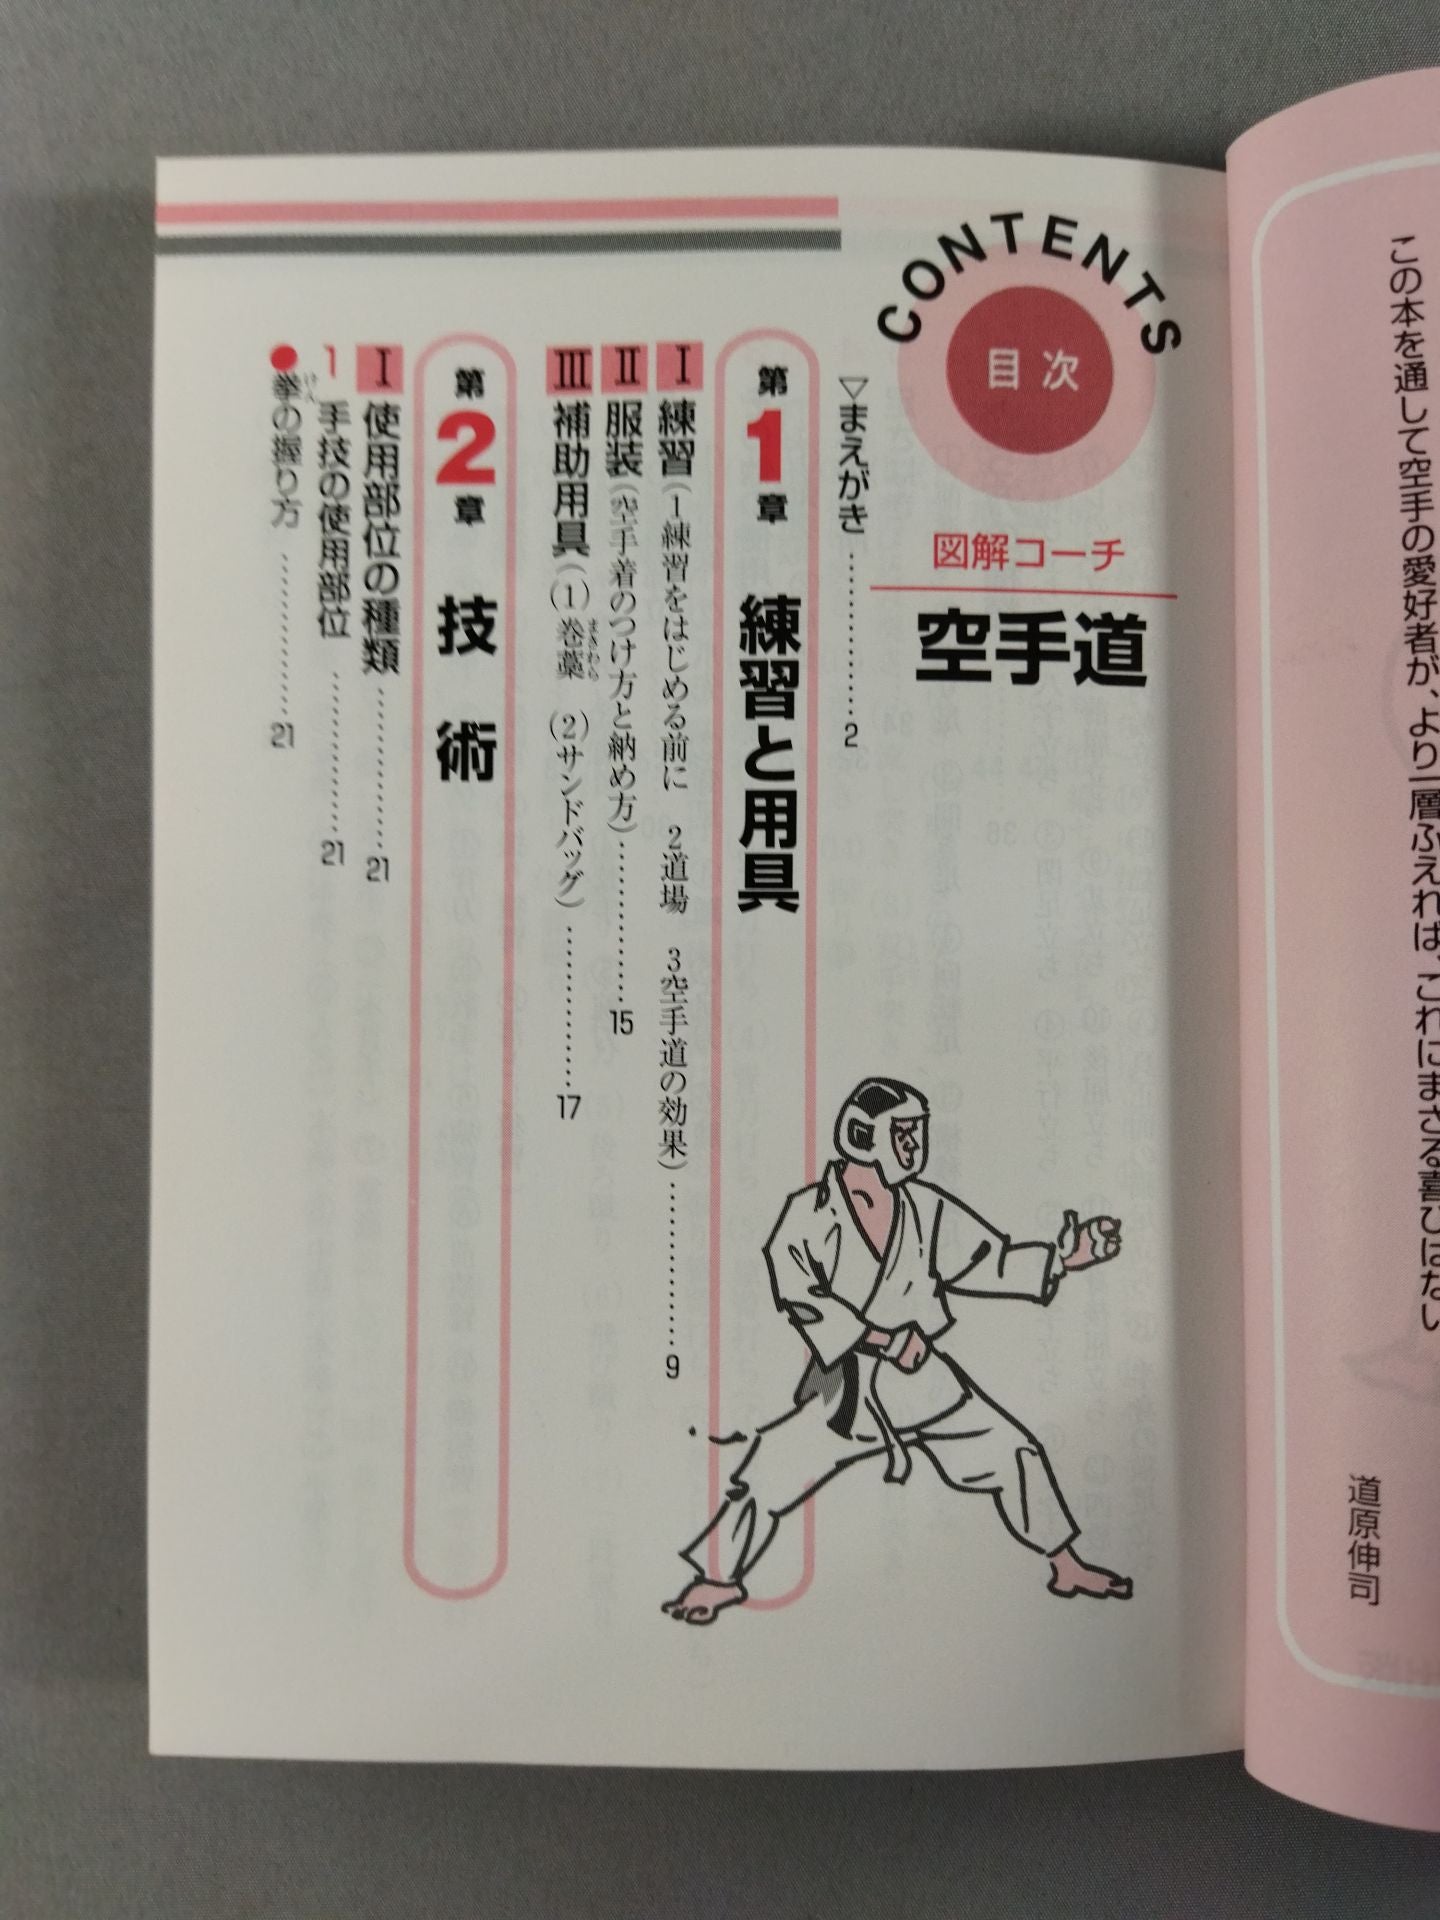 この本を通して空手の愛好者が、より一層ふえれば、これにまさる喜びはない
道原伸司
CONTENTS
目次
図解コーチ
空手道
▽まえがき…………2
第1章 練習と用具
Ⅰ 練習(1練習をはじめる前に 2道場 3空手道の効果)…………9
Ⅱ 服装(空手着のつけ方と納め方)…………15
Ⅲ 補助用具((1)巻藁 (2)サンドバッグ)…………17
まきわら
第2章 技術
Ⅰ 使用部位の種類…………21
1 手技の使用部位…………21
●拳の握り方…………21
けん